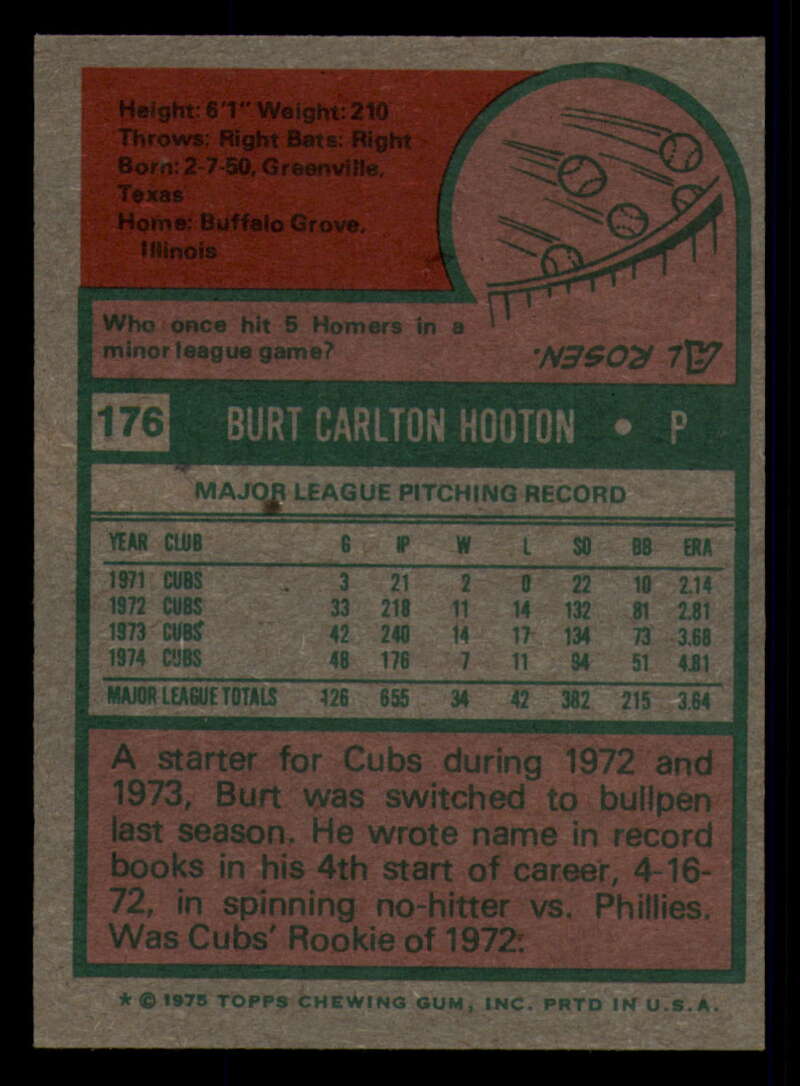 Height: 6'1" Weight: 210
Throws: Right Bats: Right
Born: 2-7-50, Greenville,
Texas
Home: Buffalo Grove,
Illinois
Who once hit 5 Homers in a
minor league game?
AL ROSEN.
176 BURT CARLTON HOOTON • P
MAJOR LEAGUE PITCHING RECORD
YEAR CLUB G IP W L SO BB ERA
1971 CUBS 3 21 2 0 22 10 2.14
1972 CUBS 33 218 11 14 132 81 2.81
1973 CUBS 42 240 14 17 134 73 3.68
1974 CUBS 48 176 7 11 94 51 4.81
MAJOR LEAGUE TOTALS 126 655 34 42 382 215 3.64
A starter for Cubs during 1972 and
1973, Burt was switched to bullpen
last season. He wrote name in record
books in his 4th start of career, 4-16-
72, in spinning no-hitter vs. Phillies.
Was Cubs' Rookie of 1972.
* © 1975 TOPPS CHEWING GUM, INC. PRTD IN U.S.A.